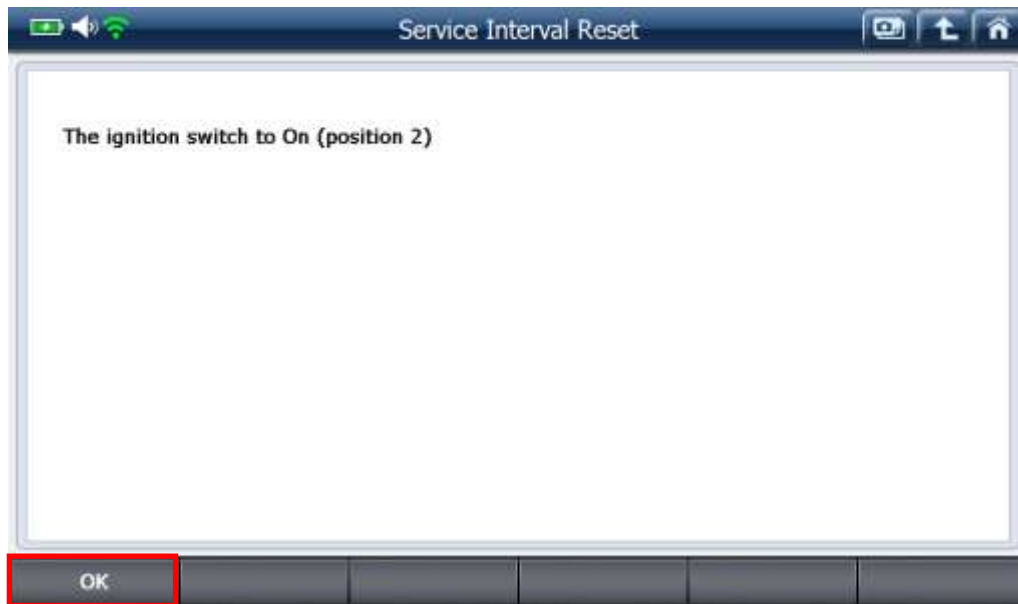 Service Interval Reset
The ignition switch to On (position 2)
OK